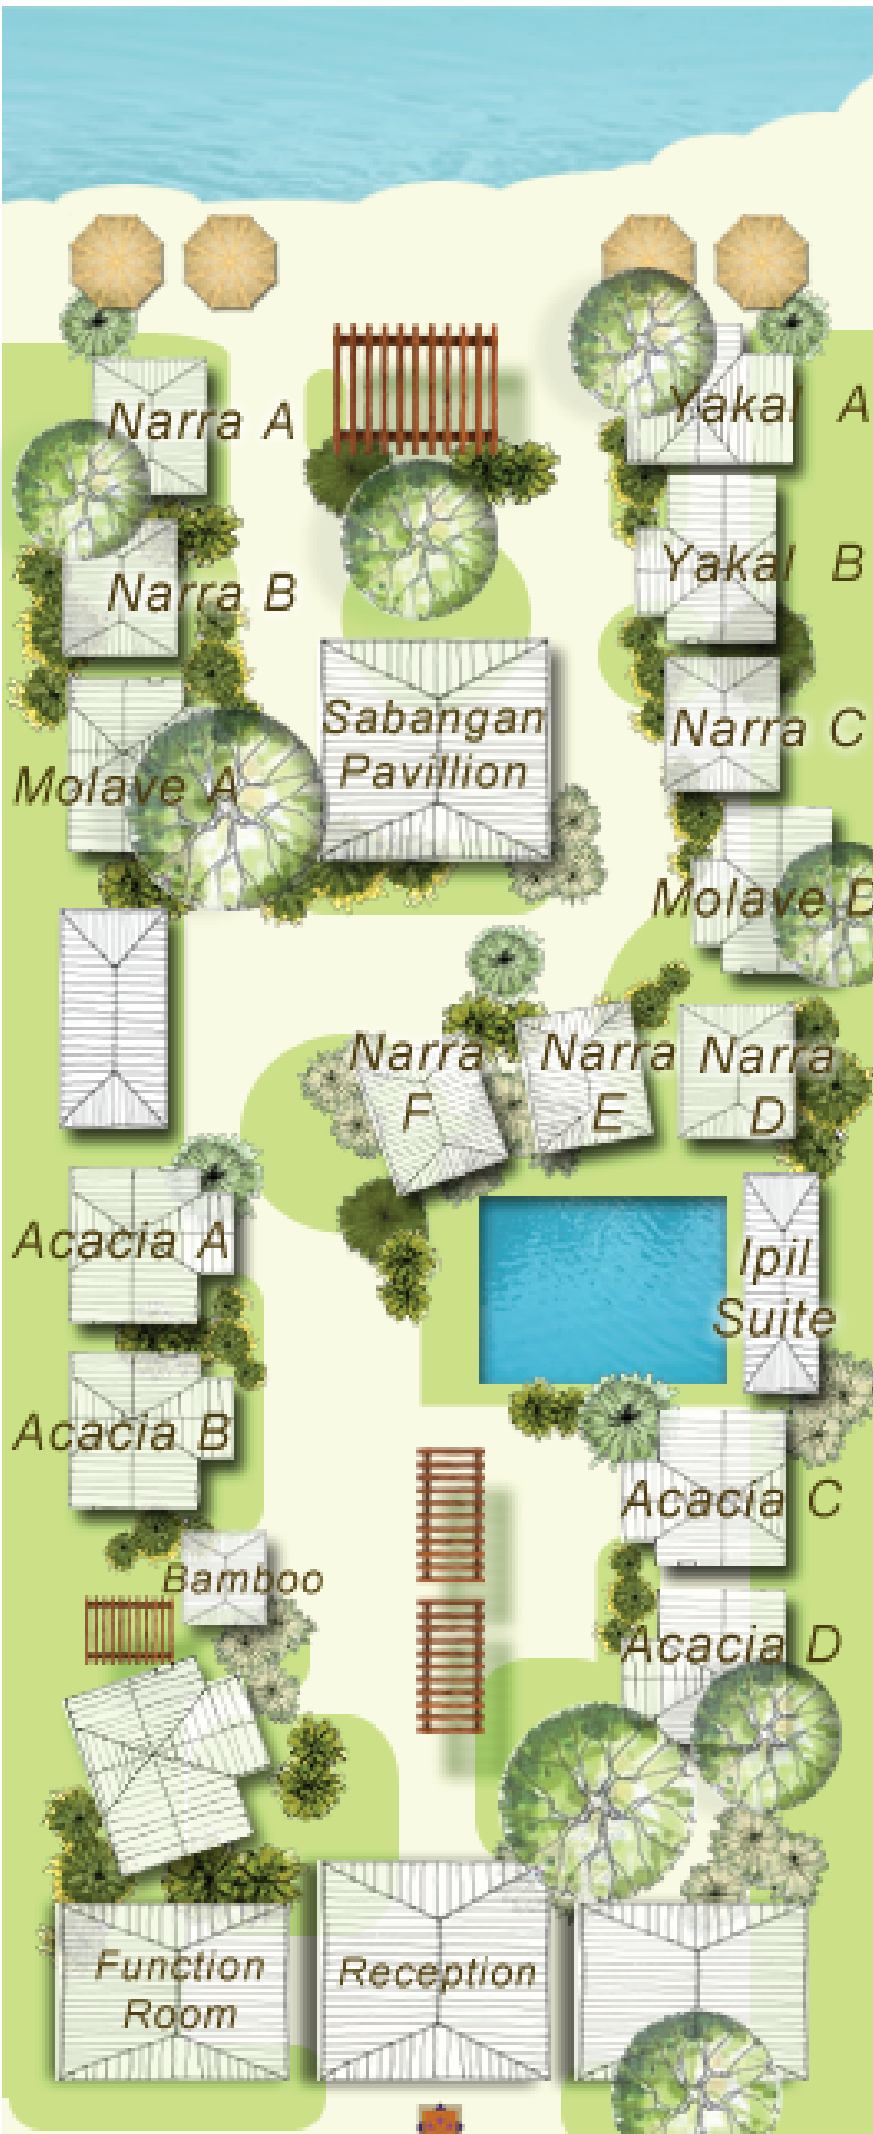 Narra A
Yakal A
Narra B
Yakal B
Sabangan
Pavillion
Narra C
Molave A
Molave B
Narra
F
Narra
E
Narra
D
Acacia A
Ipil
Suite
Acacia B
Acacia C
Bamboo
Acacia D
Function
Room
Reception